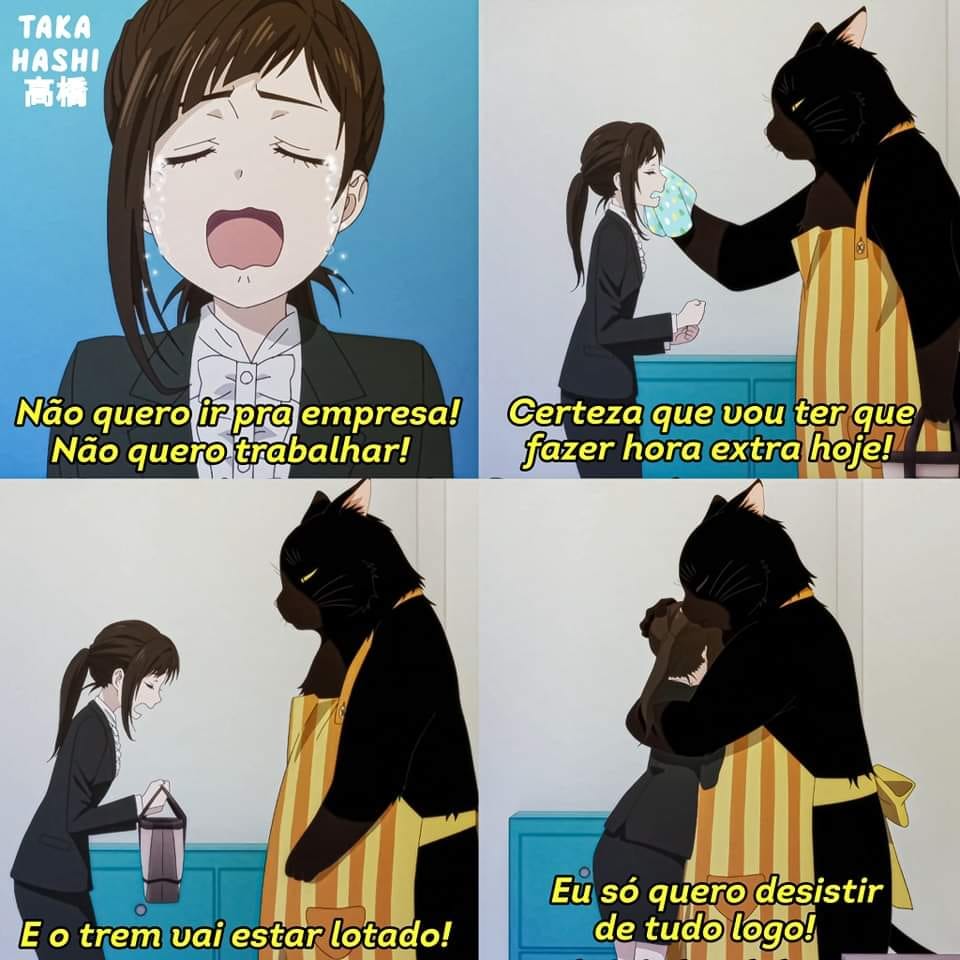 TAKA
HASHI
高橋
Não quero ir pra empresa!
Não quero trabalhar!
Certeza que vou ter que
fazer hora extra hoje!
E o trem vai estar lotado!
Eu só quero desistir
de tudo logo!